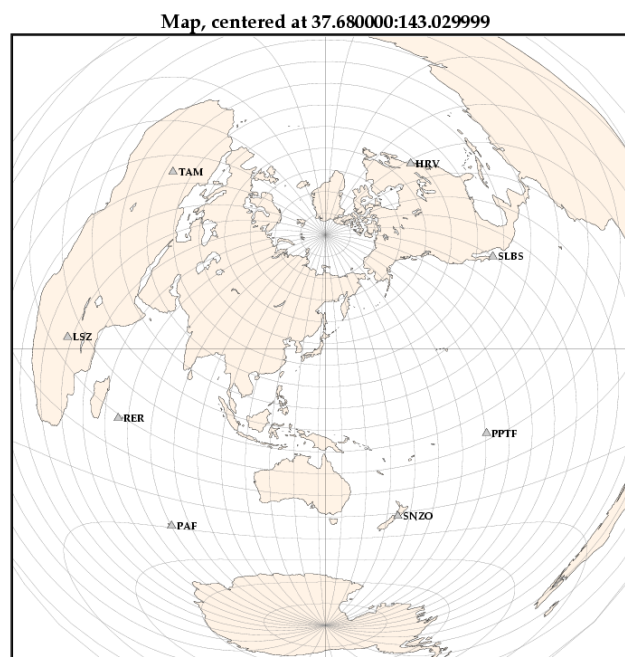 Map, centered at 37.680000:143.029999
HRV
TAM
SLBS
LSZ
RER
PPTF
SNZO
PAF